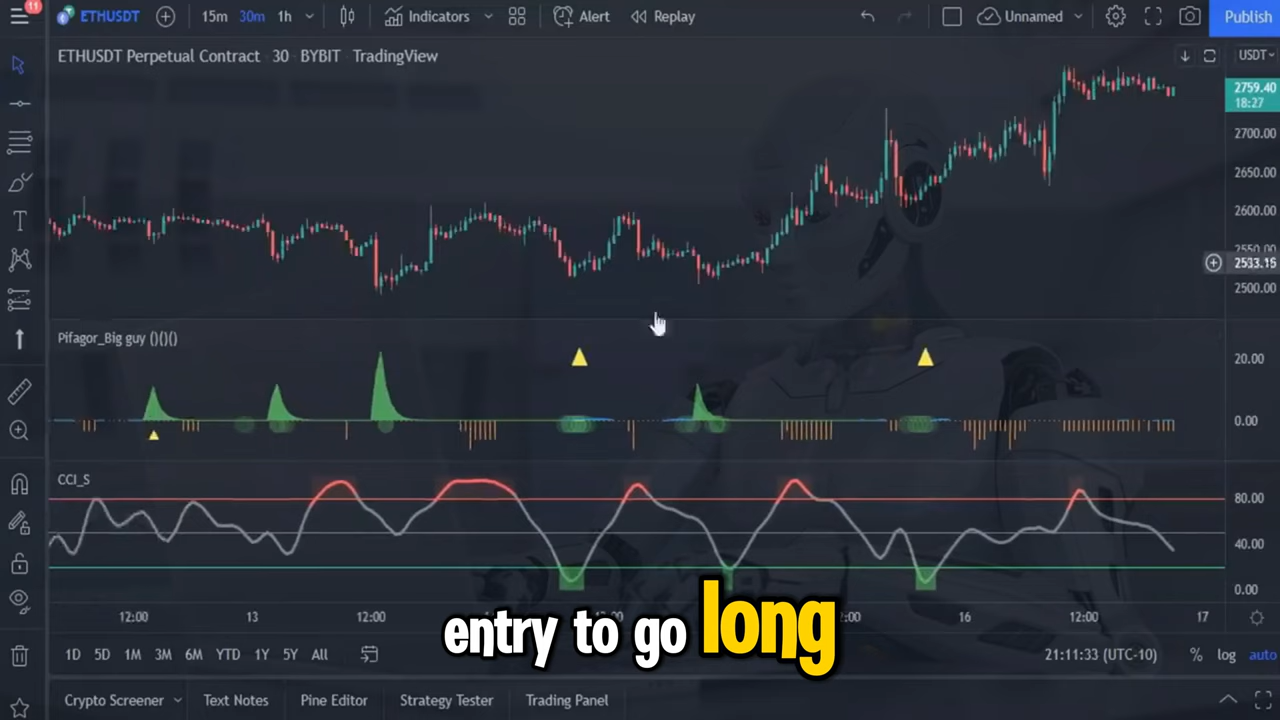 11
ETHUSDT 15m 30m 1h Indicators Alert Replay Unnamed Publish
ETHUSDT Perpetual Contract · 30 · BYBIT · TradingView
USDT
2759.40
18:27
2700.00
2650.00
2600.00
2550.00
2533.15
2500.00
Pifagor_Big guy ()()()
20.00
0.00
CCI_S
80.00
40.00
0.00
12:00 13 12:00 16 12:00 17
entry to go long
1D 5D 1M 3M 6M YTD 1Y 5Y All 21:11:33 (UTC-10) % log auto
Crypto Screener Text Notes Pine Editor Strategy Tester Trading Panel